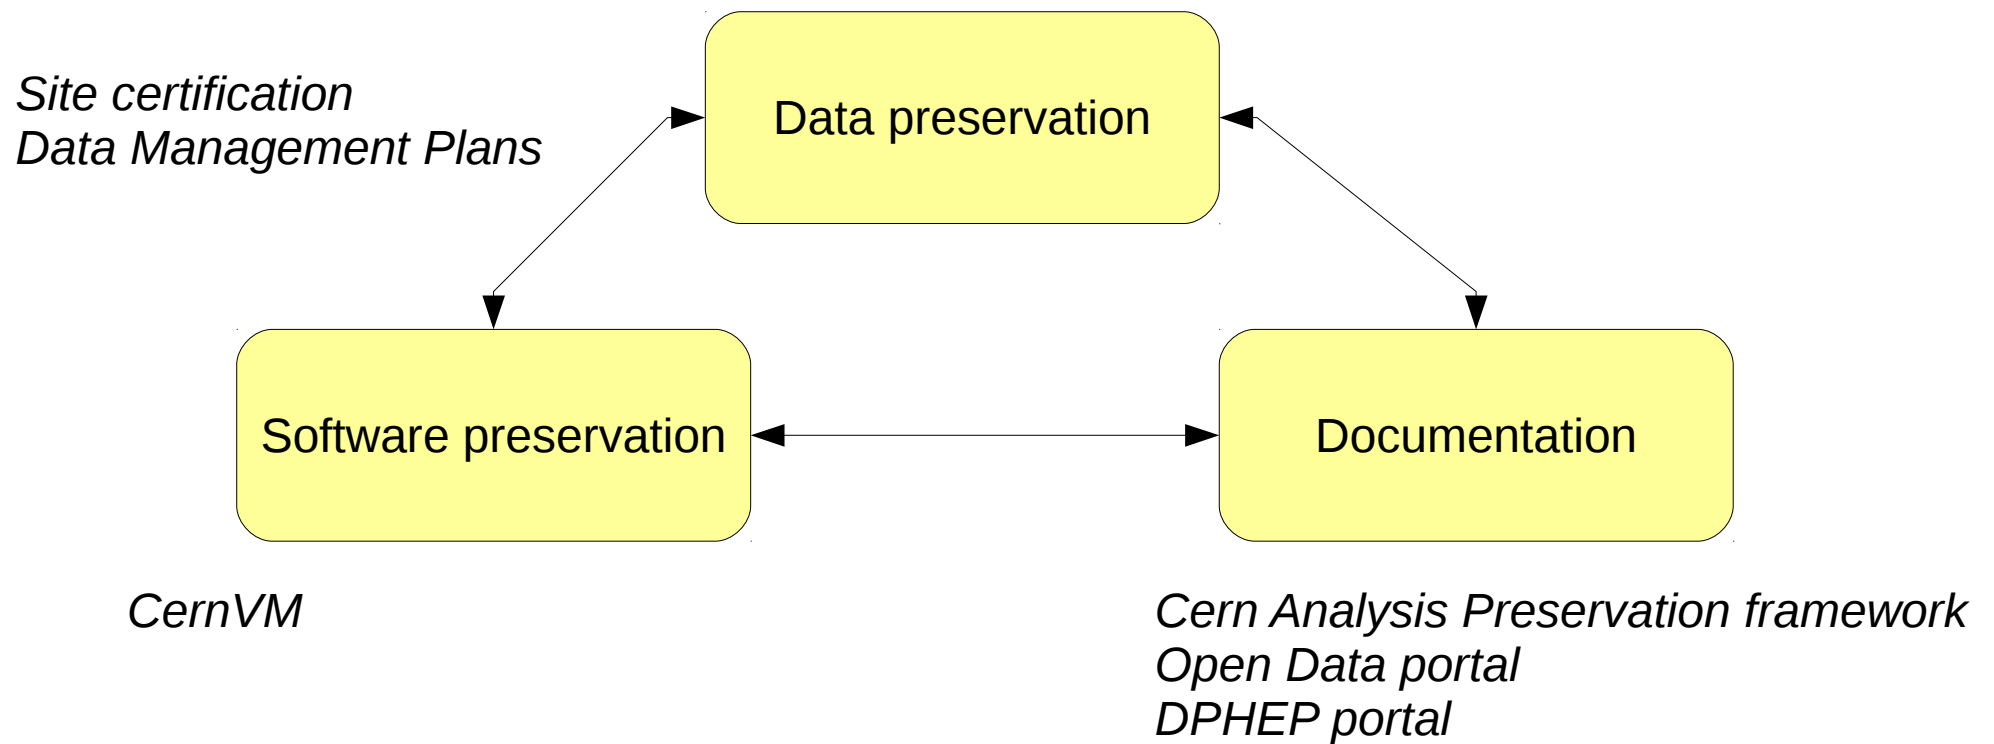 Site certification
Data Management Plans
Data preservation
Software preservation
Documentation
CernVM
Cern Analysis Preservation framework
Open Data portal
DPHEP portal